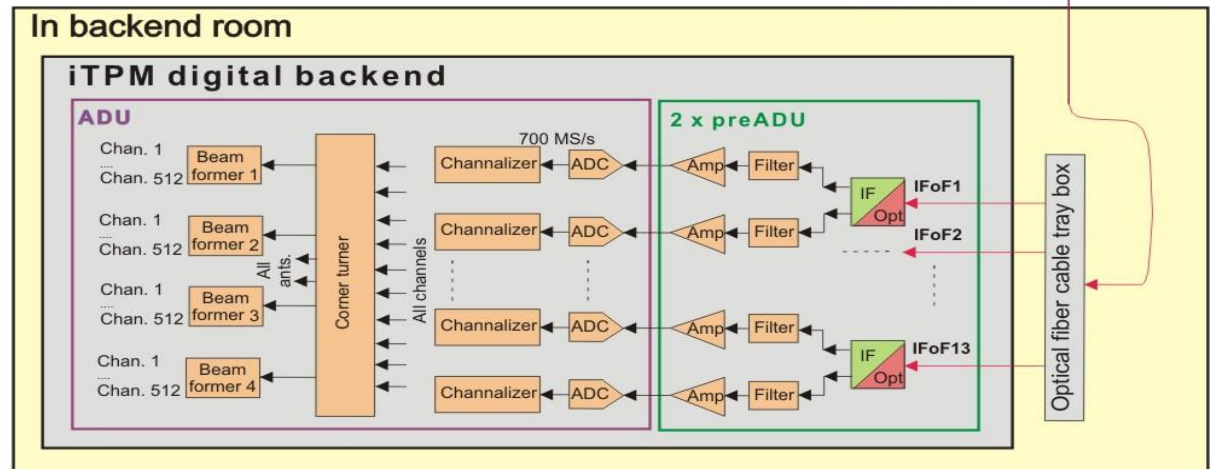 In backend room
iTPM digital backend
ADU
2 x preADU
700 MS/s
Chan. 1
....
Chan. 512
Beam
former 1
Channalizer
ADC
Amp
Filter
IF
Opt
IFoF1
Chan. 1
....
Chan. 512
Beam
former 2
Channalizer
ADC
Amp
Filter
IFoF2
All
ants.
Corner turner
All channels
Optical fiber cable tray box
Chan. 1
....
Chan. 512
Beam
former 3
Channalizer
ADC
Amp
Filter
IF
Opt
IFoF13
Chan. 1
....
Chan. 512
Beam
former 4
Channalizer
ADC
Amp
Filter